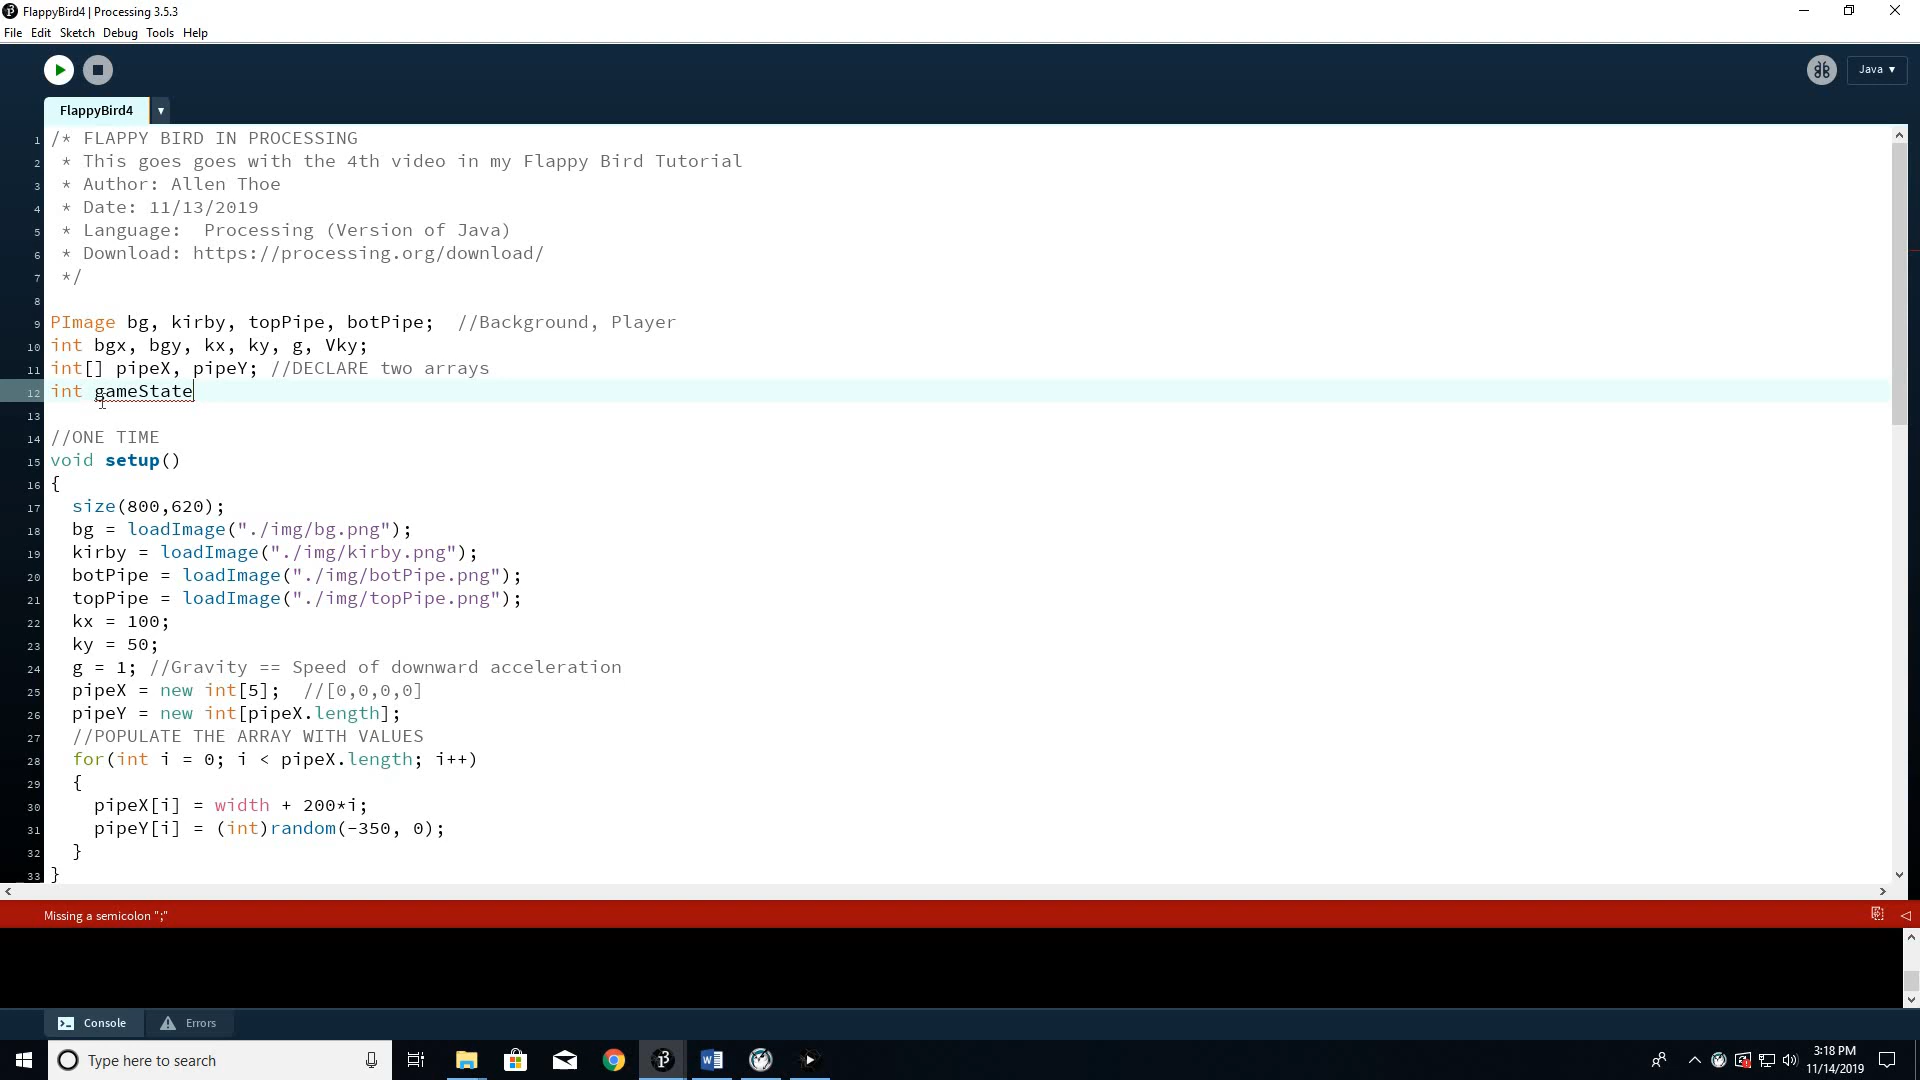 FlappyBird4 | Processing 3.5.3
File Edit Sketch Debug Tools Help
Java ▾
FlappyBird4 ▾
1 /* FLAPPY BIRD IN PROCESSING
2  * This goes goes with the 4th video in my Flappy Bird Tutorial
3  * Author: Allen Thoe
4  * Date: 11/13/2019
5  * Language:  Processing (Version of Java)
6  * Download: https://processing.org/download/
7  */
8
9 PImage bg, kirby, topPipe, botPipe;  //Background, Player
10 int bgx, bgy, kx, ky, g, Vky;
11 int[] pipeX, pipeY; //DECLARE two arrays
12 int gameState
13
14 //ONE TIME
15 void setup()
16 {
17   size(800,620);
18   bg = loadImage("./img/bg.png");
19   kirby = loadImage("./img/kirby.png");
20   botPipe = loadImage("./img/botPipe.png");
21   topPipe = loadImage("./img/topPipe.png");
22   kx = 100;
23   ky = 50;
24   g = 1; //Gravity == Speed of downward acceleration
25   pipeX = new int[5];  //[0,0,0,0]
26   pipeY = new int[pipeX.length];
27   //POPULATE THE ARRAY WITH VALUES
28   for(int i = 0; i < pipeX.length; i++)
29   {
30     pipeX[i] = width + 200*i;
31     pipeY[i] = (int)random(-350, 0);
32   }
33 }
Missing a semicolon ";"
Console Errors
Type here to search
3:18 PM
11/14/2019